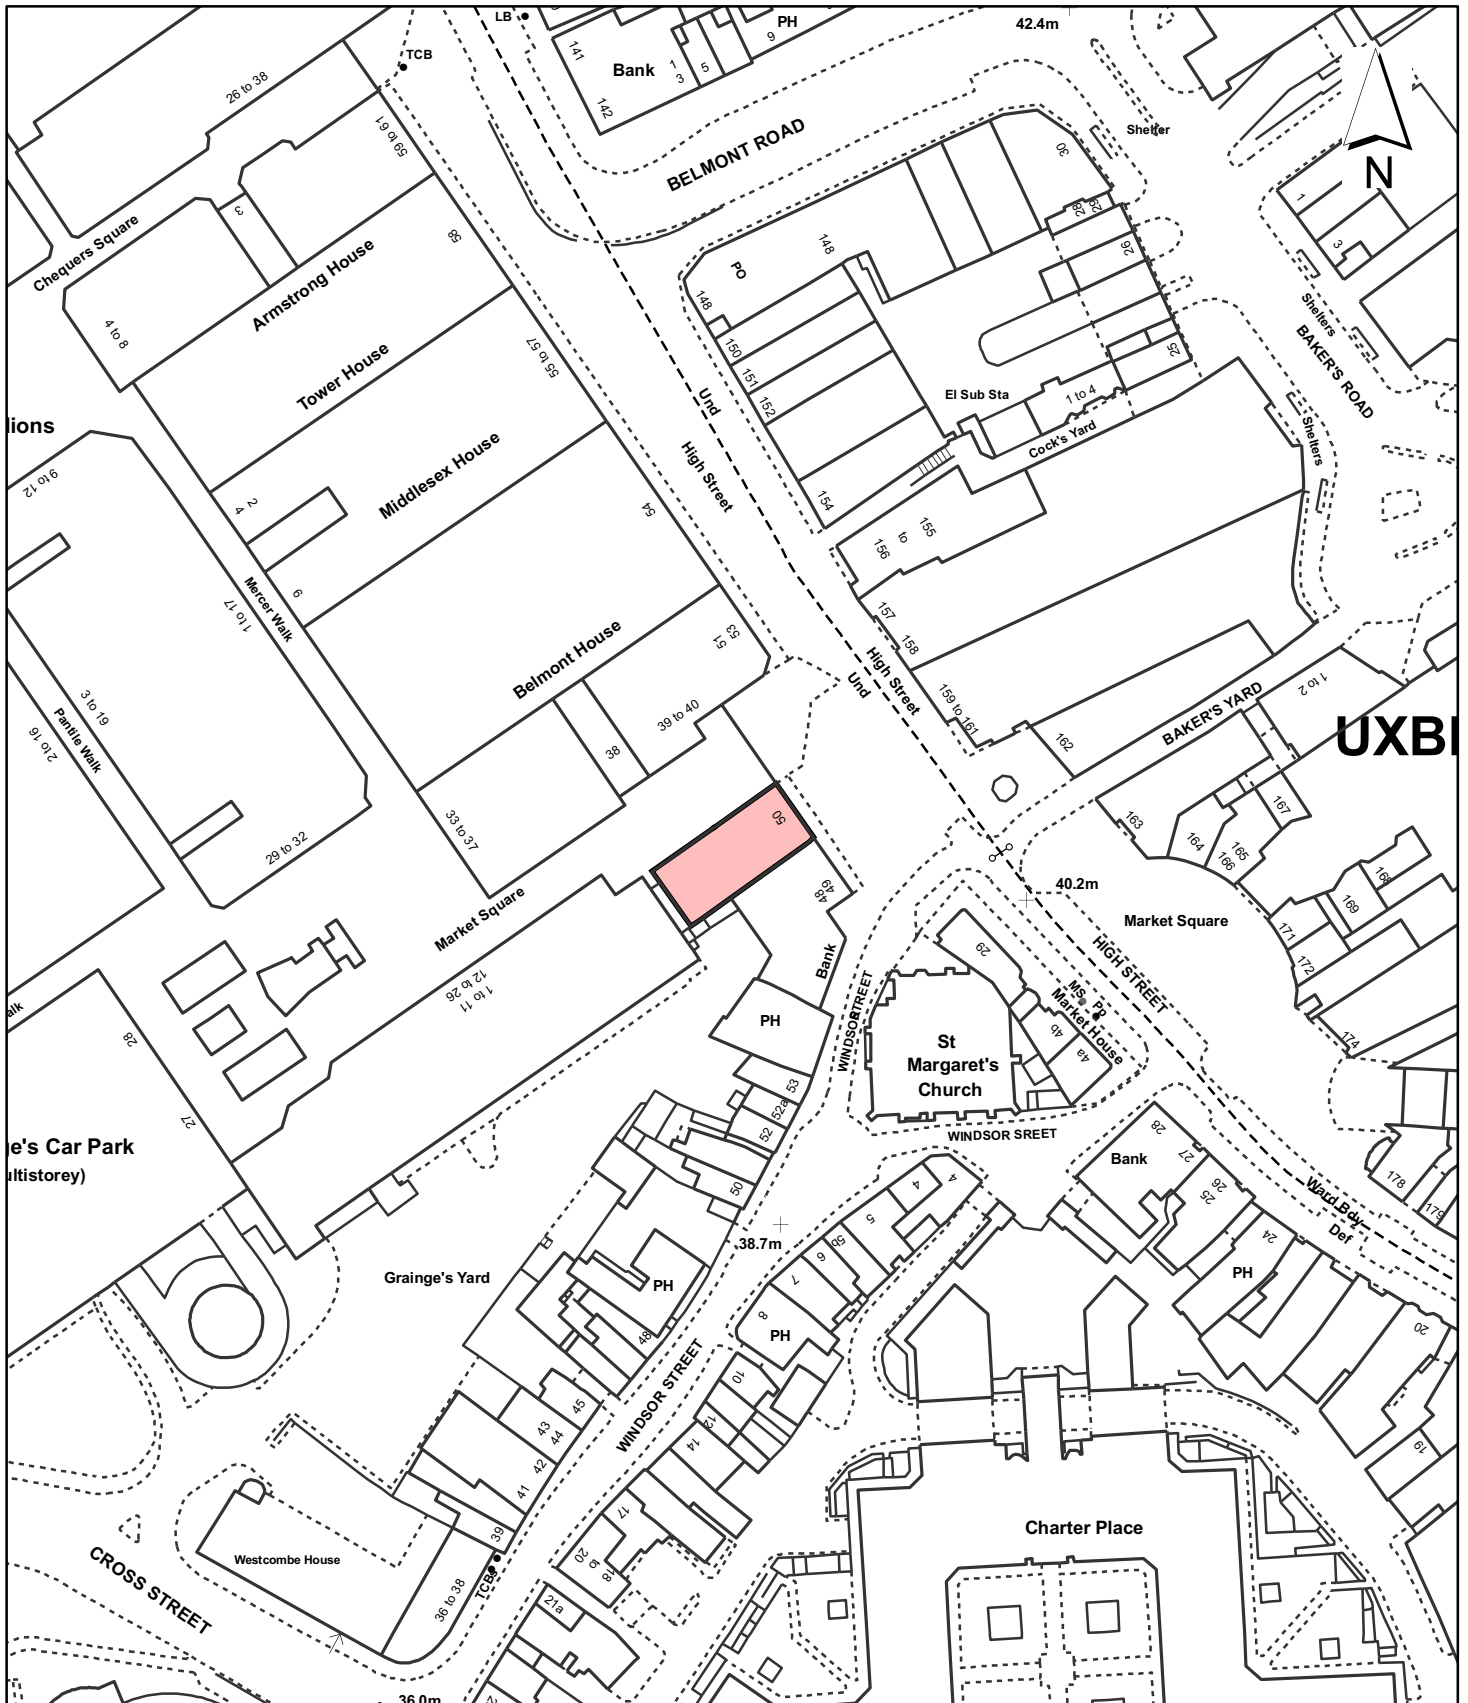 LB
TCB
141
Bank
142
1
3
5
PH
9
42.4m
26 to 38
59 to 61
BELMONT ROAD
Shelter
30
N
1
3
Chequers Square
3
58
Armstrong House
4 to 8
148
PO
148
28
29
26
Shelters
BAKER'S ROAD
55 to 57
Tower House
150
151
152
Und
High Street
El Sub Sta
1 to 4
25
Cock's Yard
Shelters
lions
9 to 12
2
4
Middlesex House
54
154
155
to
156
Mercer Walk
1 to 17
6
157
158
53
51
Belmont House
High Street
Und
159 to 161
162
BAKER'S YARD
1 to 2
UXBI
3 to 19
Pantile Walk
2 to 16
39 to 40
38
50
33 to 37
29 to 32
163
164
165
166
167
168
169
171
172
174
48
49
40.2m
Market Square
Market Square
HIGH STREET
Bank
29
WINDSOR STREET
MS
PP
Market House
4b
4a
1 to 11
12 to 26
alk
28
27
PH
St
Margaret's
Church
53
52a
52
50
WINDSOR SREET
ge's Car Park
ultistorey)
Bank
28
27
26
25
24
178
179
Ward Bdy
Def
4
4
5
5b
6
7
8
38.7m
Grainge's Yard
PH
PH
PH
20
48
WINDSOR STREET
10
12
14
45
44
43
42
41
39
17
19
Charter Place
Westcombe House
CROSS STREET
36 to 38
TCBs
18
to
20
21a
36.0m